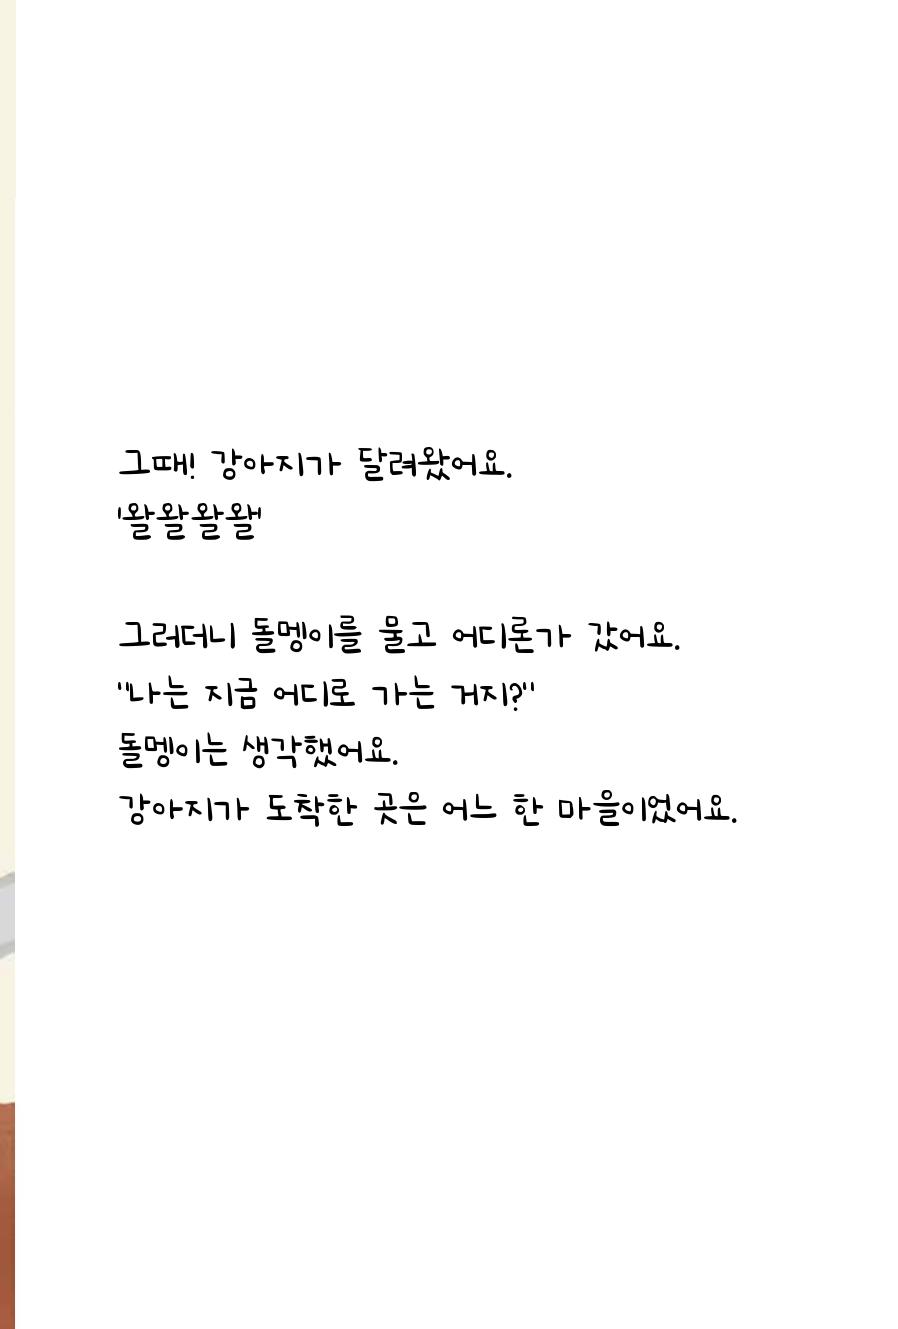 그때! 강아지가 달려왔어요.
'왈왈왈왈'
그러더니 돌멩이를 물고 어디론가 갔어요.
"나는 지금 어디로 가는 거지?"
돌멩이는 생각했어요.
강아지가 도착한 곳은 어느 한 마을이었어요.